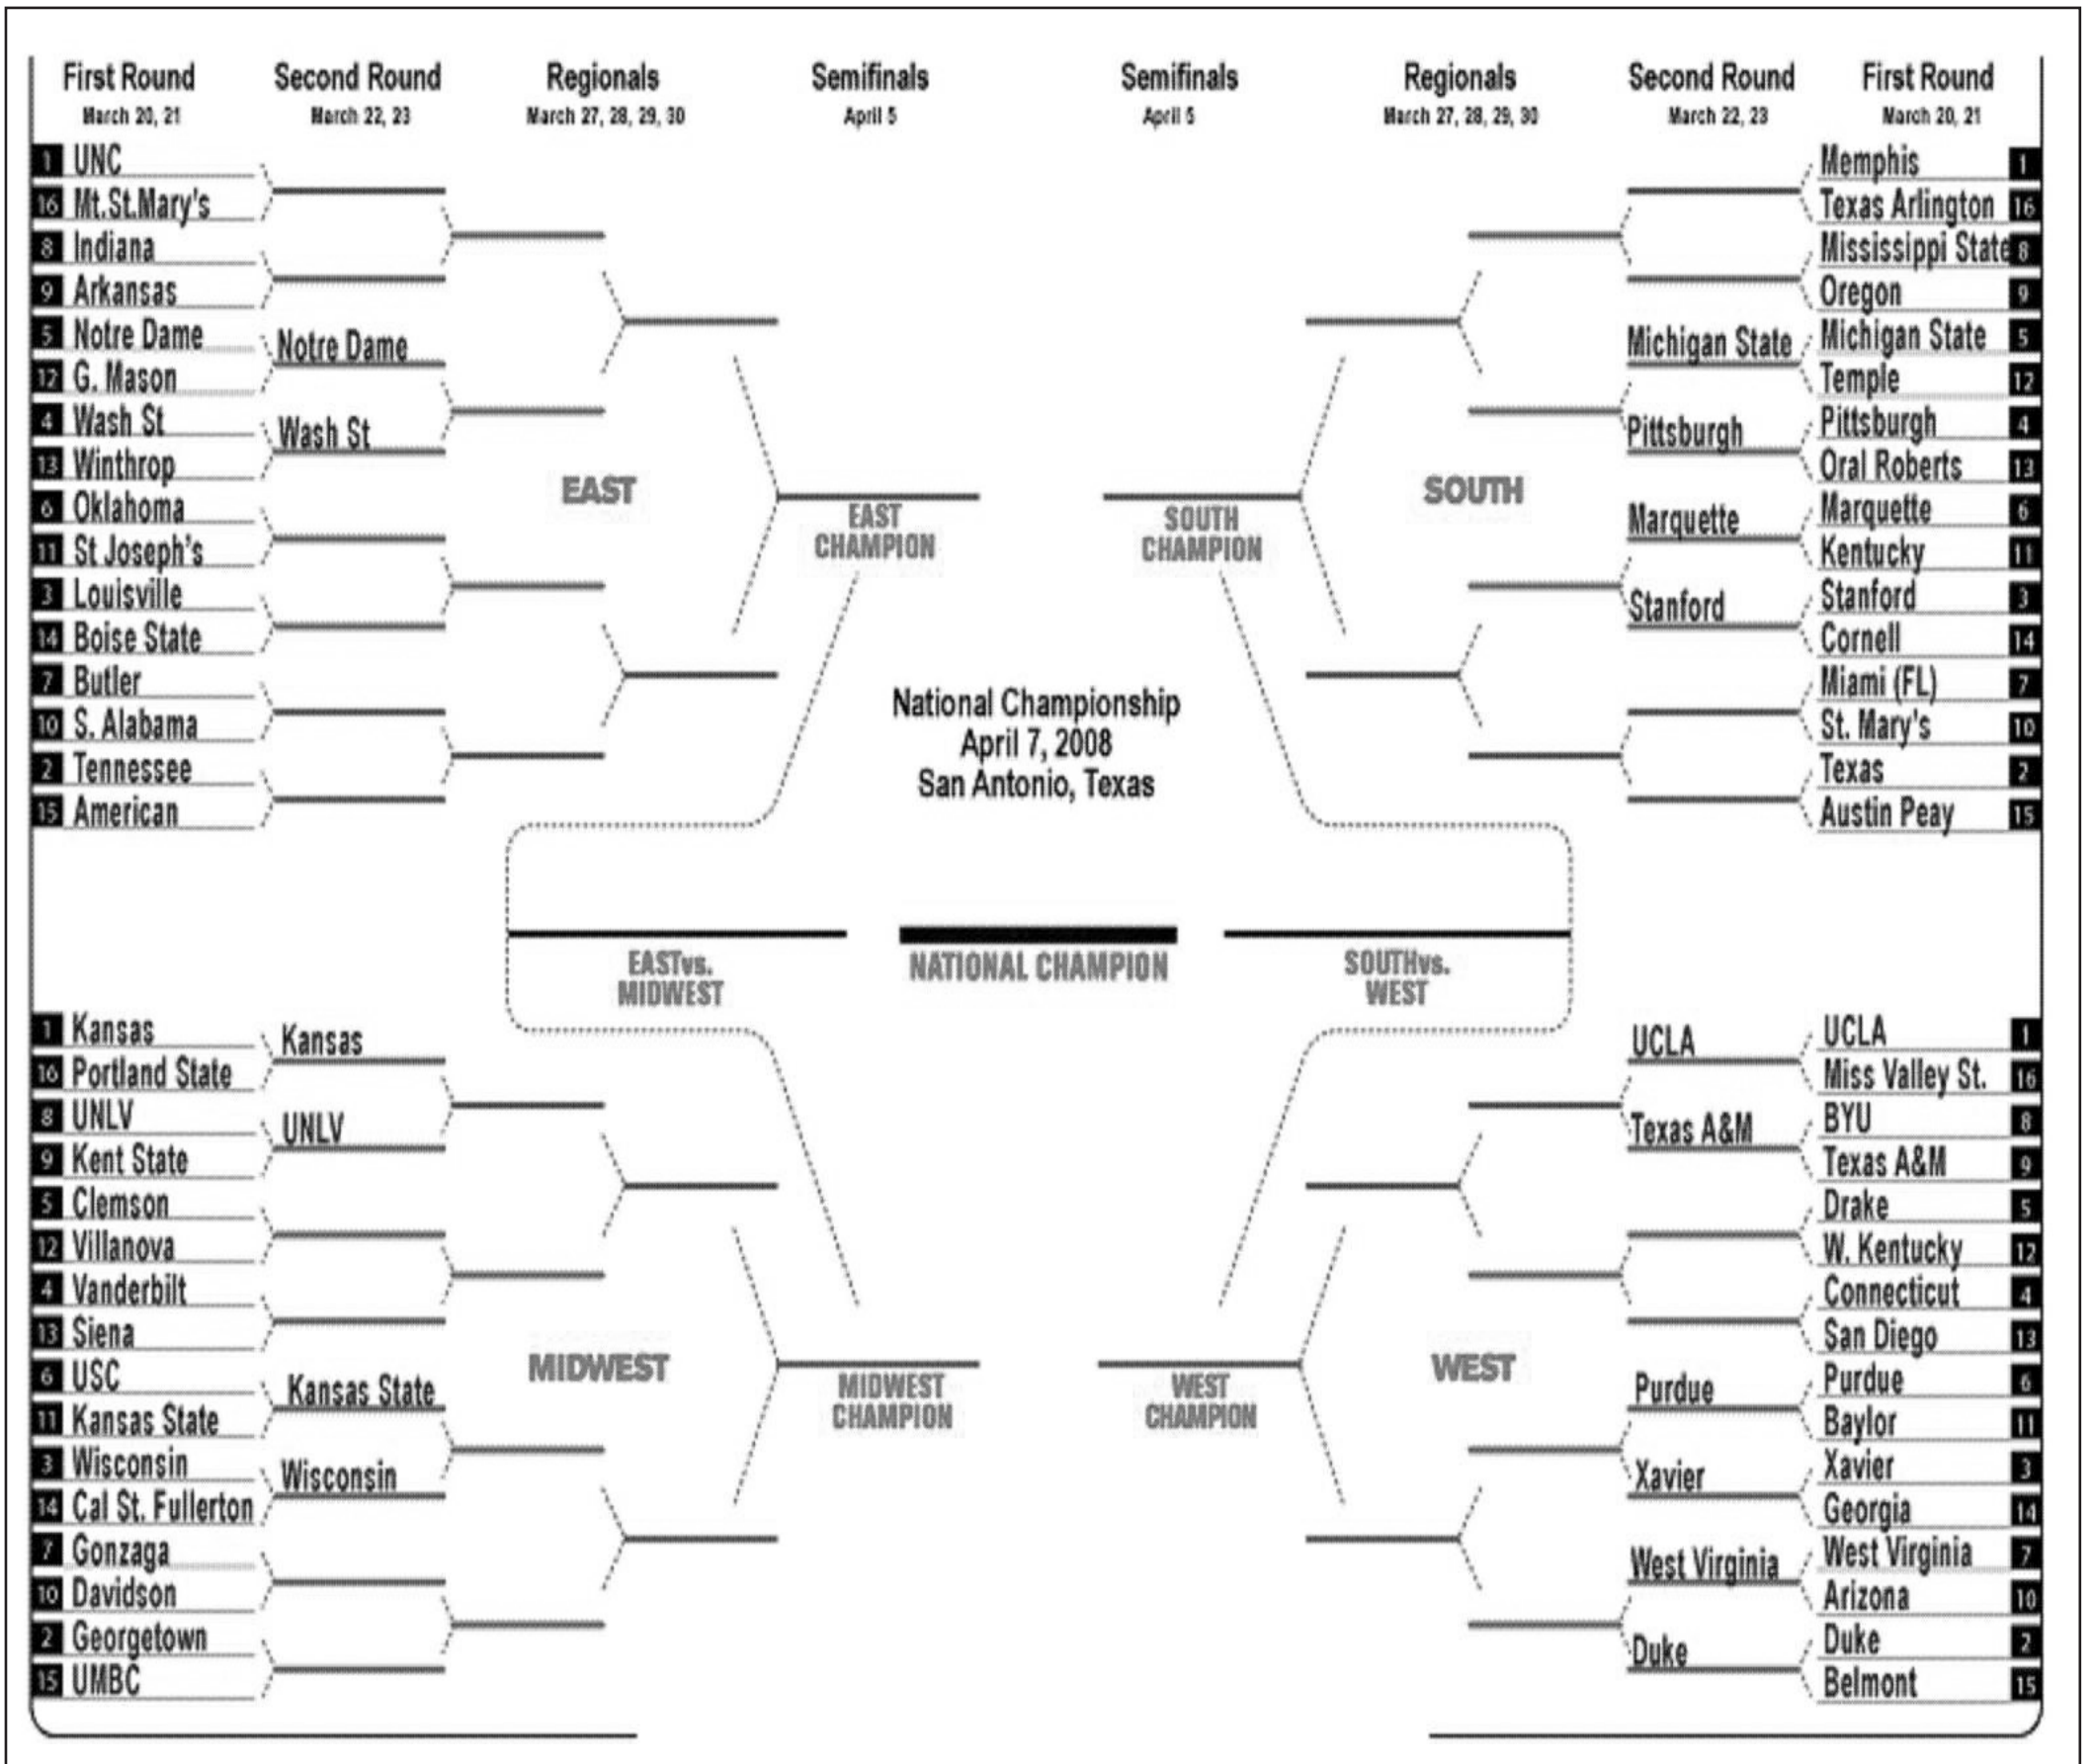 First Round
March 20, 21
Second Round
March 22, 23
Regionals
March 27, 28, 29, 30
Semifinals
April 5
Semifinals
April 5
Regionals
March 27, 28, 29, 30
Second Round
March 22, 23
First Round
March 20, 21
1 UNC
16 Mt.St.Mary's
8 Indiana
9 Arkansas
5 Notre Dame
12 G. Mason
4 Wash St
13 Winthrop
6 Oklahoma
11 St Joseph's
3 Louisville
14 Boise State
7 Butler
10 S. Alabama
2 Tennessee
15 American
Notre Dame
Wash St
EAST
EAST
CHAMPION
SOUTH
CHAMPION
SOUTH
Michigan State
Pittsburgh
Marquette
Stanford
Memphis 1
Texas Arlington 16
Mississippi State 8
Oregon 9
Michigan State 5
Temple 12
Pittsburgh 4
Oral Roberts 13
Marquette 6
Kentucky 11
Stanford 3
Cornell 14
Miami (FL) 7
St. Mary's 10
Texas 2
Austin Peay 15
National Championship
April 7, 2008
San Antonio, Texas
EASTvs.
MIDWEST
NATIONAL CHAMPION
SOUTHvs.
WEST
1 Kansas
16 Portland State
8 UNLV
9 Kent State
5 Clemson
12 Villanova
4 Vanderbilt
13 Siena
6 USC
11 Kansas State
3 Wisconsin
14 Cal St. Fullerton
7 Gonzaga
10 Davidson
2 Georgetown
15 UMBC
Kansas
UNLV
Kansas State
Wisconsin
MIDWEST
MIDWEST
CHAMPION
WEST
CHAMPION
WEST
UCLA
Texas A&M
Purdue
Xavier
West Virginia
Duke
UCLA 1
Miss Valley St. 16
BYU 8
Texas A&M 9
Drake 5
W. Kentucky 12
Connecticut 4
San Diego 13
Purdue 6
Baylor 11
Xavier 3
Georgia 14
West Virginia 7
Arizona 10
Duke 2
Belmont 15